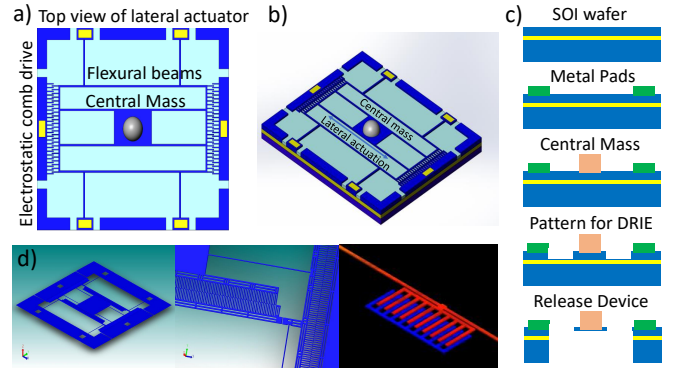 a)
Top view of lateral actuator
Electrostatic comb drive
Flexural beams
Central Mass
b)
Central mass
Lateral actuation
c)
SOI wafer
Metal Pads
Central Mass
Pattern for DRIE
Release Device
d)